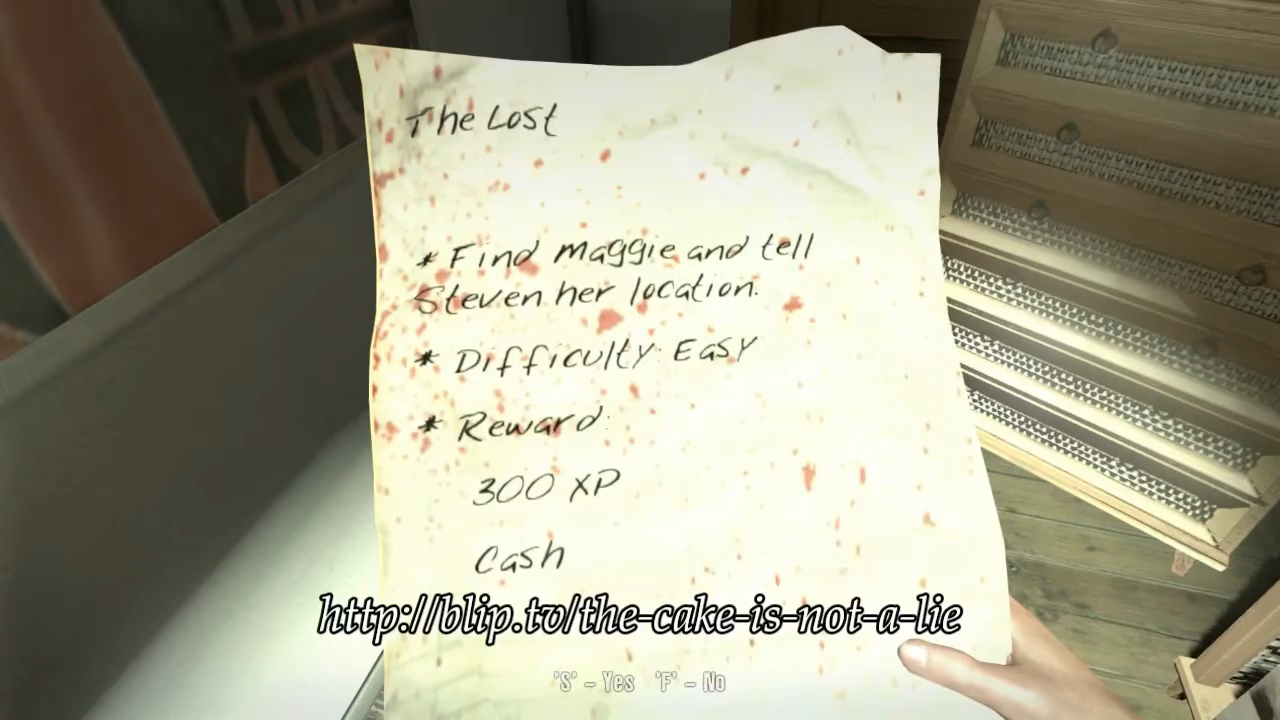 The Lost
* Find Maggie and tell
Steven her location.
* Difficulty: Easy
* Reward:
300 XP
Cash
http://blip.tv/the-cake-is-not-a-lie
'S' - Yes 'F' - No